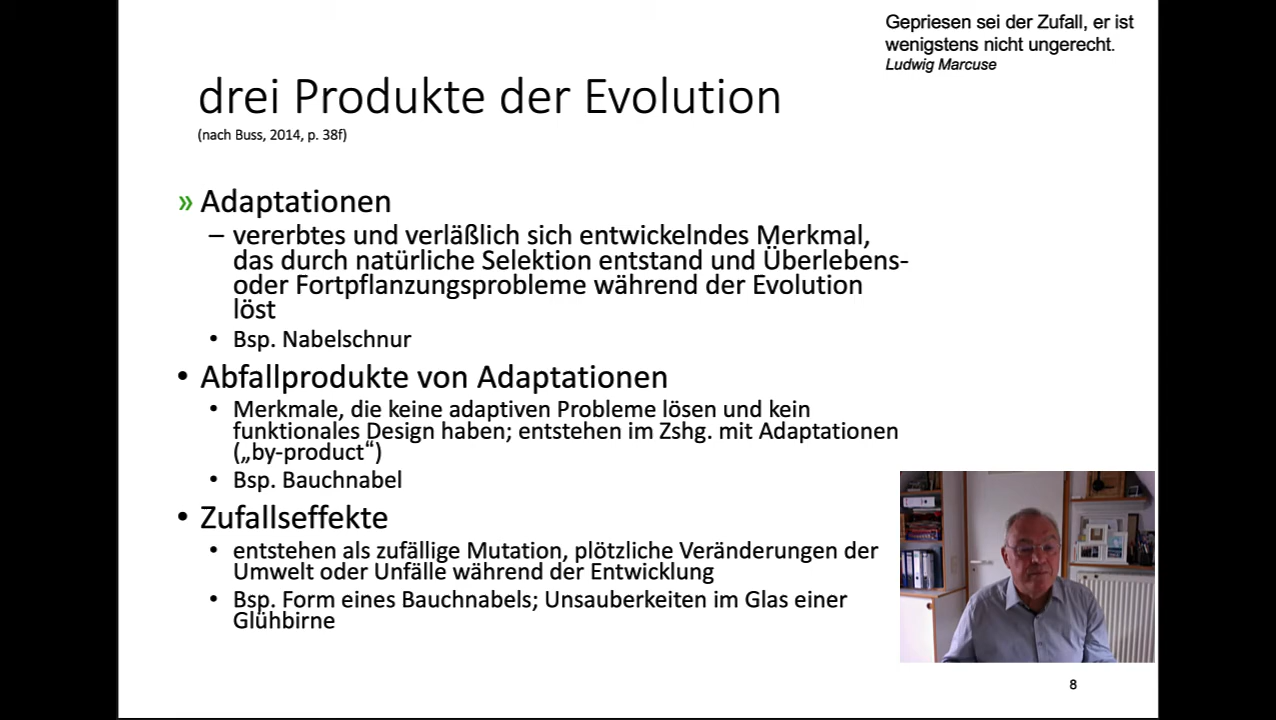 Gepriesen sei der Zufall, er ist
wenigstens nicht ungerecht.
Ludwig Marcuse
drei Produkte der Evolution
(nach Buss, 2014, p. 38f)
» Adaptationen
– vererbtes und verläßlich sich entwickelndes Merkmal,
das durch natürliche Selektion entstand und Überlebens-
oder Fortpflanzungsprobleme während der Evolution
löst
• Bsp. Nabelschnur
• Abfallprodukte von Adaptationen
• Merkmale, die keine adaptiven Probleme lösen und kein
funktionales Design haben; entstehen im Zshg. mit Adaptationen
(„by-product“)
• Bsp. Bauchnabel
• Zufallseffekte
• entstehen als zufällige Mutation, plötzliche Veränderungen der
Umwelt oder Unfälle während der Entwicklung
• Bsp. Form eines Bauchnabels; Unsauberkeiten im Glas einer
Glühbirne
8